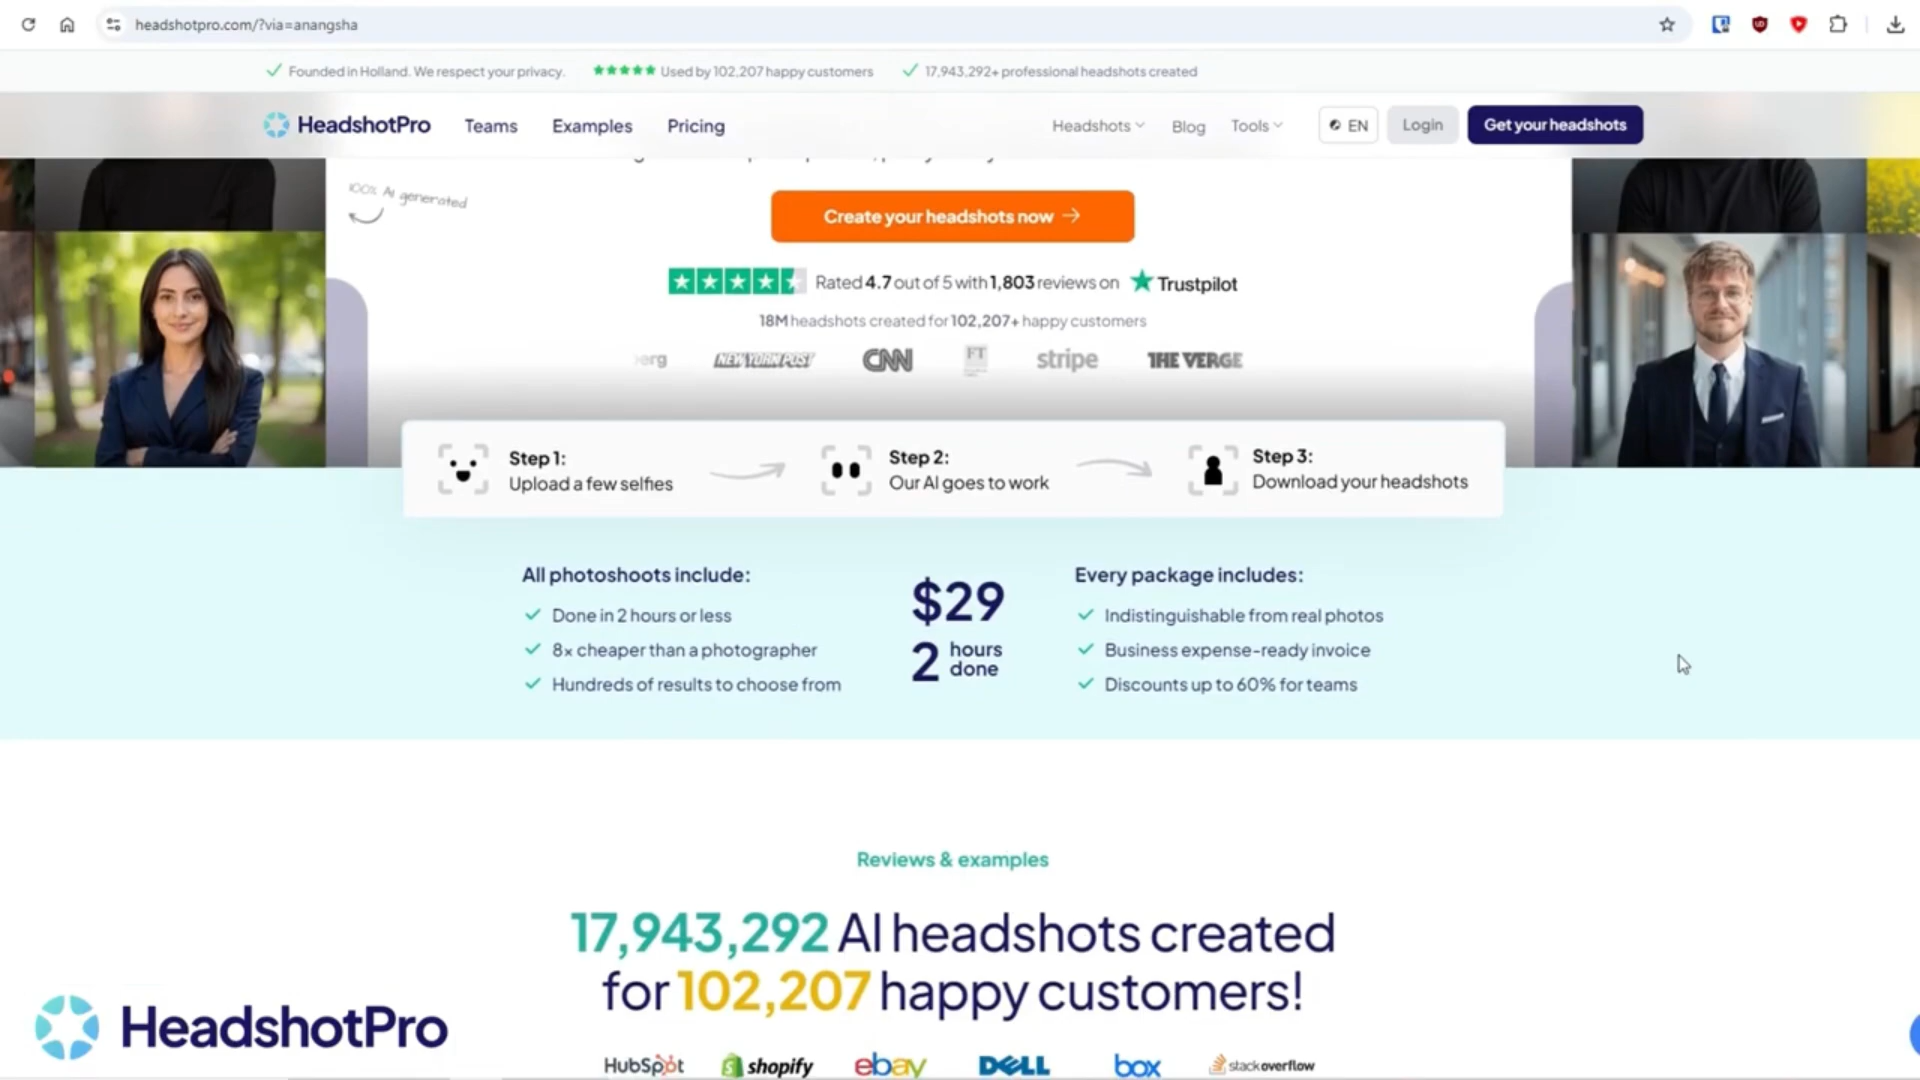 headshotpro.com/?via=anangsha
Founded in Holland. We respect your privacy.
Used by 102,207 happy customers
17,943,292+ professional headshots created
HeadshotPro
Teams
Examples
Pricing
Headshots
Blog
Tools
EN
Login
Get your headshots
100% AI generated
Create your headshots now
Rated 4.7 out of 5 with 1,803 reviews on Trustpilot
18M headshots created for 102,207+ happy customers
erg
NEW YORK POST
CNN
FT
stripe
THE VERGE
Step 1:
Upload a few selfies
Step 2:
Our AI goes to work
Step 3:
Download your headshots
All photoshoots include:
Done in 2 hours or less
8x cheaper than a photographer
Hundreds of results to choose from
$29
2 hours done
Every package includes:
Indistinguishable from real photos
Business expense-ready invoice
Discounts up to 60% for teams
Reviews & examples
17,943,292 AI headshots created
for 102,207 happy customers!
HubSpot
shopify
ebay
DELL
box
stackoverflow
HeadshotPro